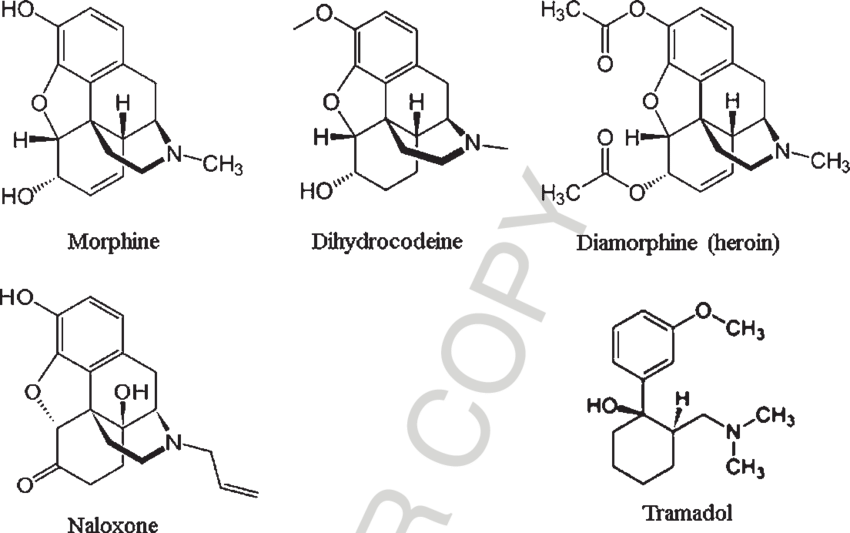 HO
O
H
H
N
CH3
HO
Morphine
O
O
H
H
N
HO
Dihydrocodeine
H3C
O
O
O
H
H
N
CH3
O
H3C
O
Diamorphine (heroin)
HO
O
OH
N
O
Naloxone
O
CH3
HO
H
N
CH3
CH3
Tramadol
R COPY